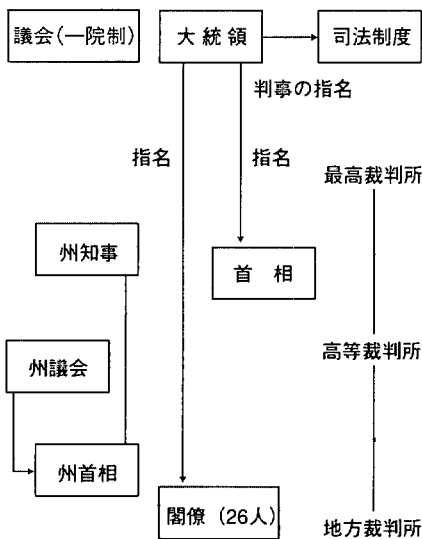 議会(一院制)
大統領
司法制度
判事の指名
指名
指名
最高裁判所
州知事
首 相
州議会
高等裁判所
州首相
閣僚 (26人)
地方裁判所